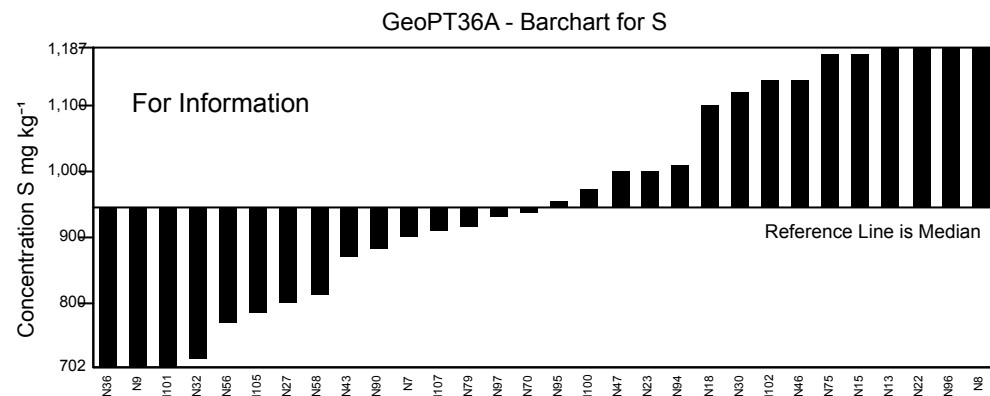 GeoPT36A - Barchart for S
1,187
1,100
1,000
900
800
702
Concentration S mg kg⁻¹
For Information
Reference Line is Median
N36 N9 I101 N32 N56 I105 N27 N58 N43 N90 N7 I107 N79 N97 N70 N95 I100 N47 N23 N94 N18 N30 I102 N46 N75 N15 N13 N22 N96 N8